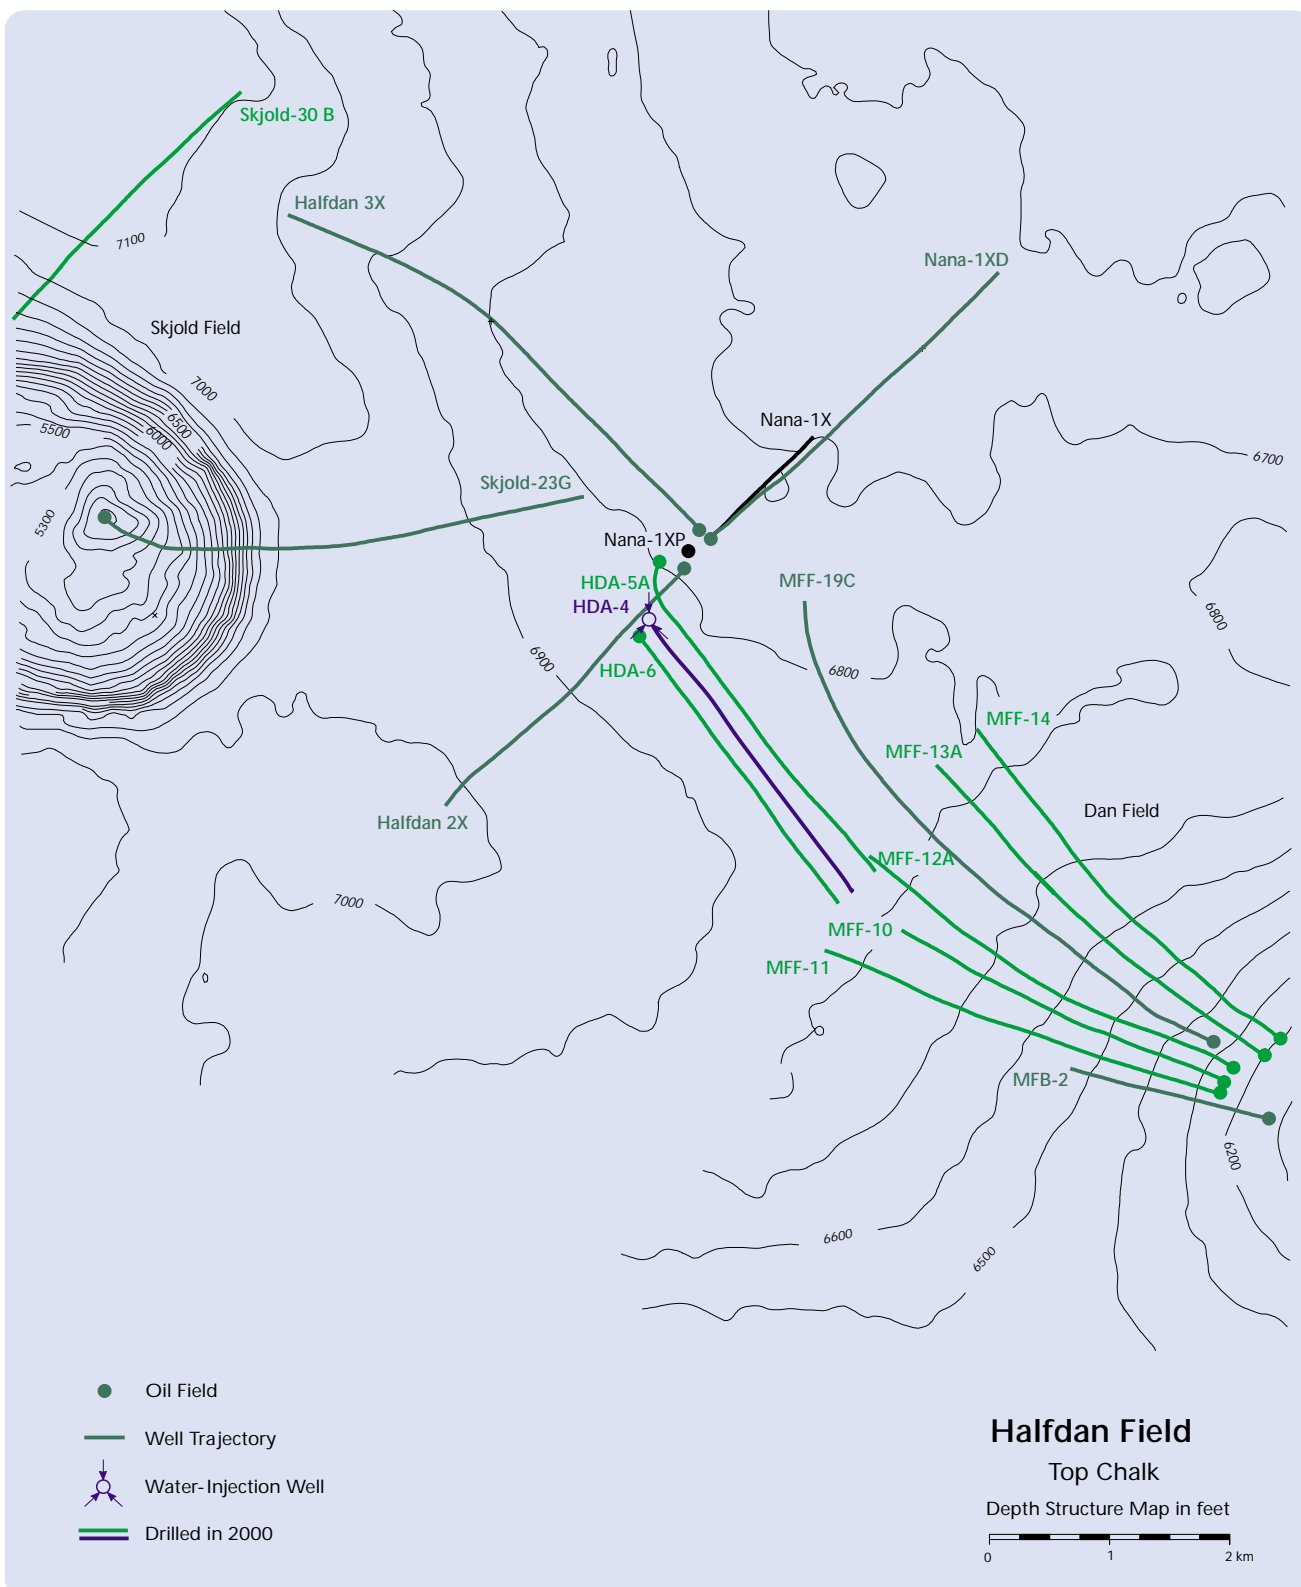 Skjold-30 B
Halfdan 3X
7100
Nana-1XD
Skjold Field
7000
6500
6000
5500
Nana-1X
6700
Skjold-23G
5300
Nana-1XP
HDA-5A
MFF-19C
HDA-4
6800
6900
HDA-6
6800
MFF-14
MFF-13A
Dan Field
Halfdan 2X
MFF-12A
7000
MFF-10
MFF-11
MFB-2
6200
6600
6500
Oil Field
Well Trajectory
Water-Injection Well
Drilled in 2000
Halfdan Field
Top Chalk
Depth Structure Map in feet
0 1 2 km